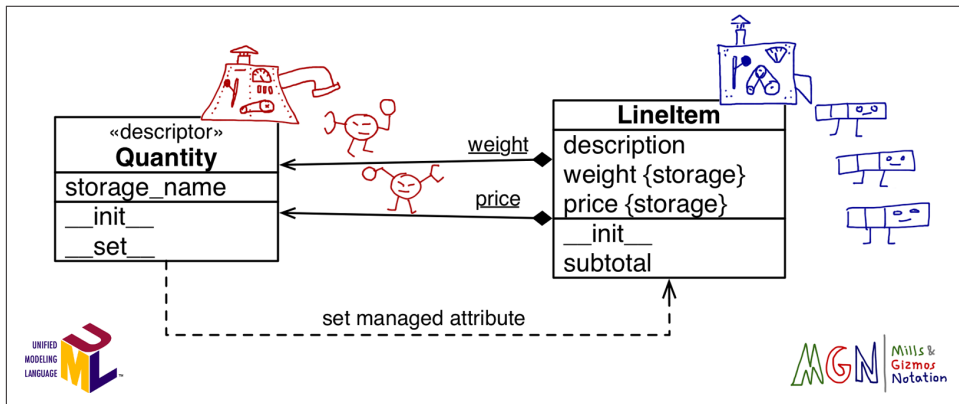 «descriptor»
Quantity
storage_name
__init__
__set__
weight
price
LineItem
description
weight {storage}
price {storage}
__init__
subtotal
set managed attribute
UNIFIED
MODELING
LANGUAGE
UML
TM
MGN
Mills &
Gizmos
Notation